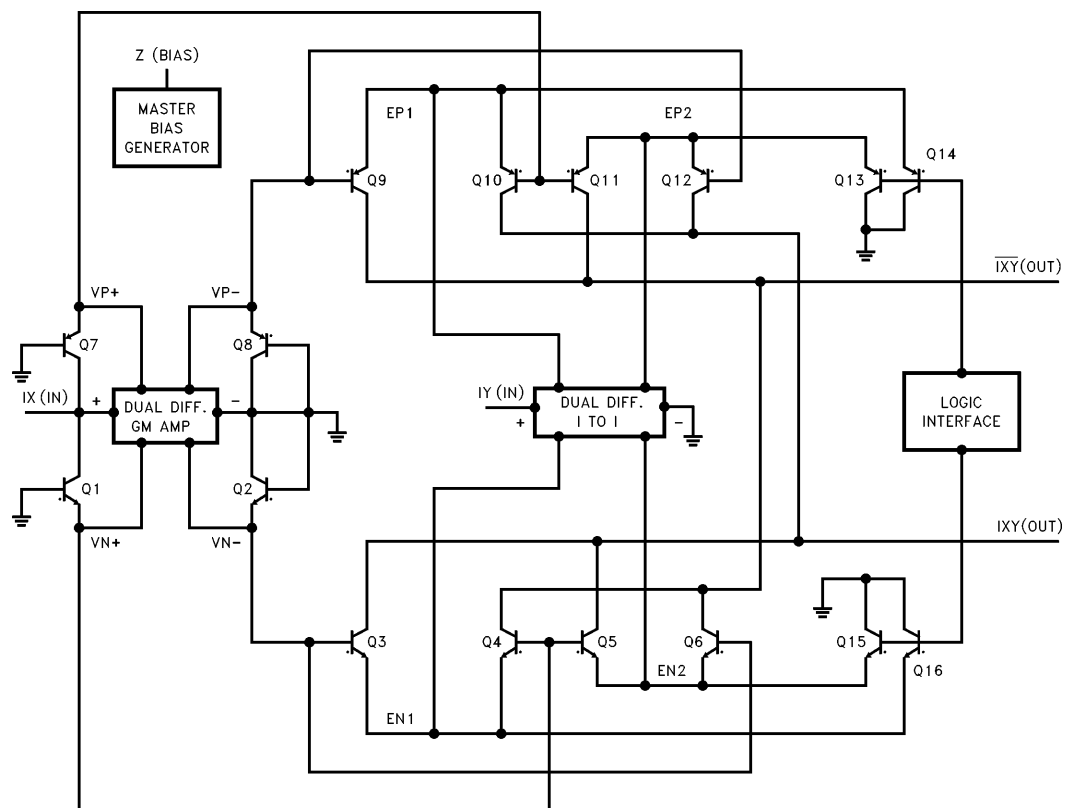 Z (BIAS)
MASTER
BIAS
GENERATOR
EP1
EP2
Q14
Q9
Q10
Q11
Q12
Q13
IXY(OUT)
VP+
VP-
Q7
Q8
IX (IN)
+
DUAL DIFF.
GM AMP
-
IY (IN)
+
DUAL DIFF.
I TO I
-
LOGIC
INTERFACE
Q1
Q2
VN+
VN-
IXY(OUT)
Q3
Q4
Q5
Q6
Q15
Q16
EN2
EN1